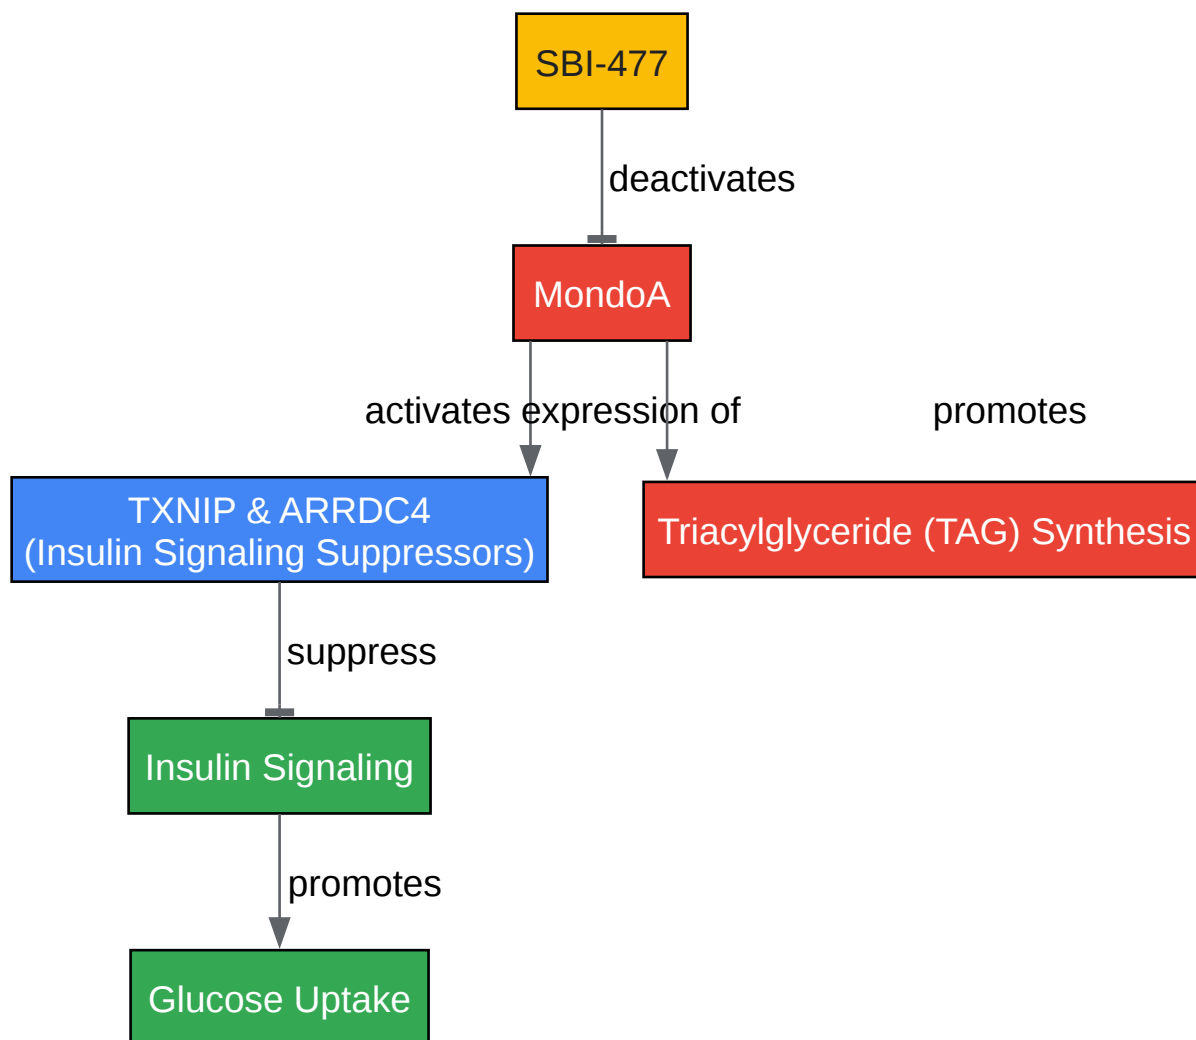 SBI-477
deactivates
MondoA
activates expression of
promotes
TXNIP & ARRDC4
(Insulin Signaling Suppressors)
Triacylglyceride (TAG) Synthesis
suppress
Insulin Signaling
promotes
Glucose Uptake